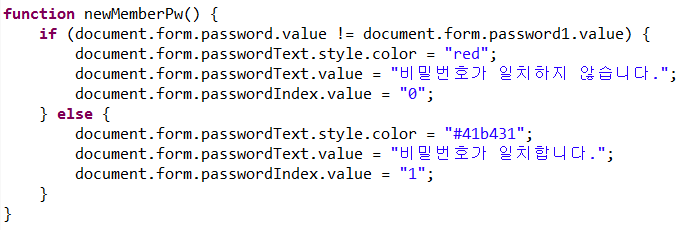 function newMemberPw() {
    if (document.form.password.value != document.form.password1.value) {
        document.form.passwordText.style.color = "red";
        document.form.passwordText.value = "비밀번호가 일치하지 않습니다.";
        document.form.passwordIndex.value = "0";
    } else {
        document.form.passwordText.style.color = "#41b431";
        document.form.passwordText.value = "비밀번호가 일치합니다.";
        document.form.passwordIndex.value = "1";
    }
}